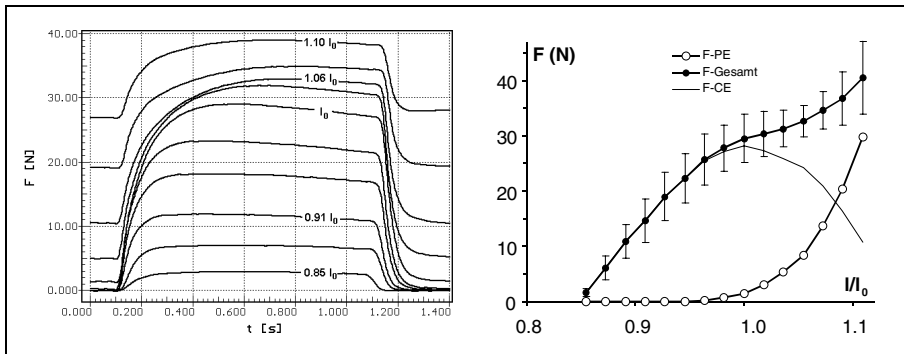 40.00
30.00
20.00
10.00
0.000
F [N]
1.10 l₀
1.06 l₀
l₀
0.91 l₀
0.85 l₀
0.000 0.200 0.400 0.600 0.800 1.000 1.200 1.400
t [s]
F (N)
F-PE
F-Gesamt
F-CE
40
30
20
10
0
l/l₀
0.8 0.9 1.0 1.1